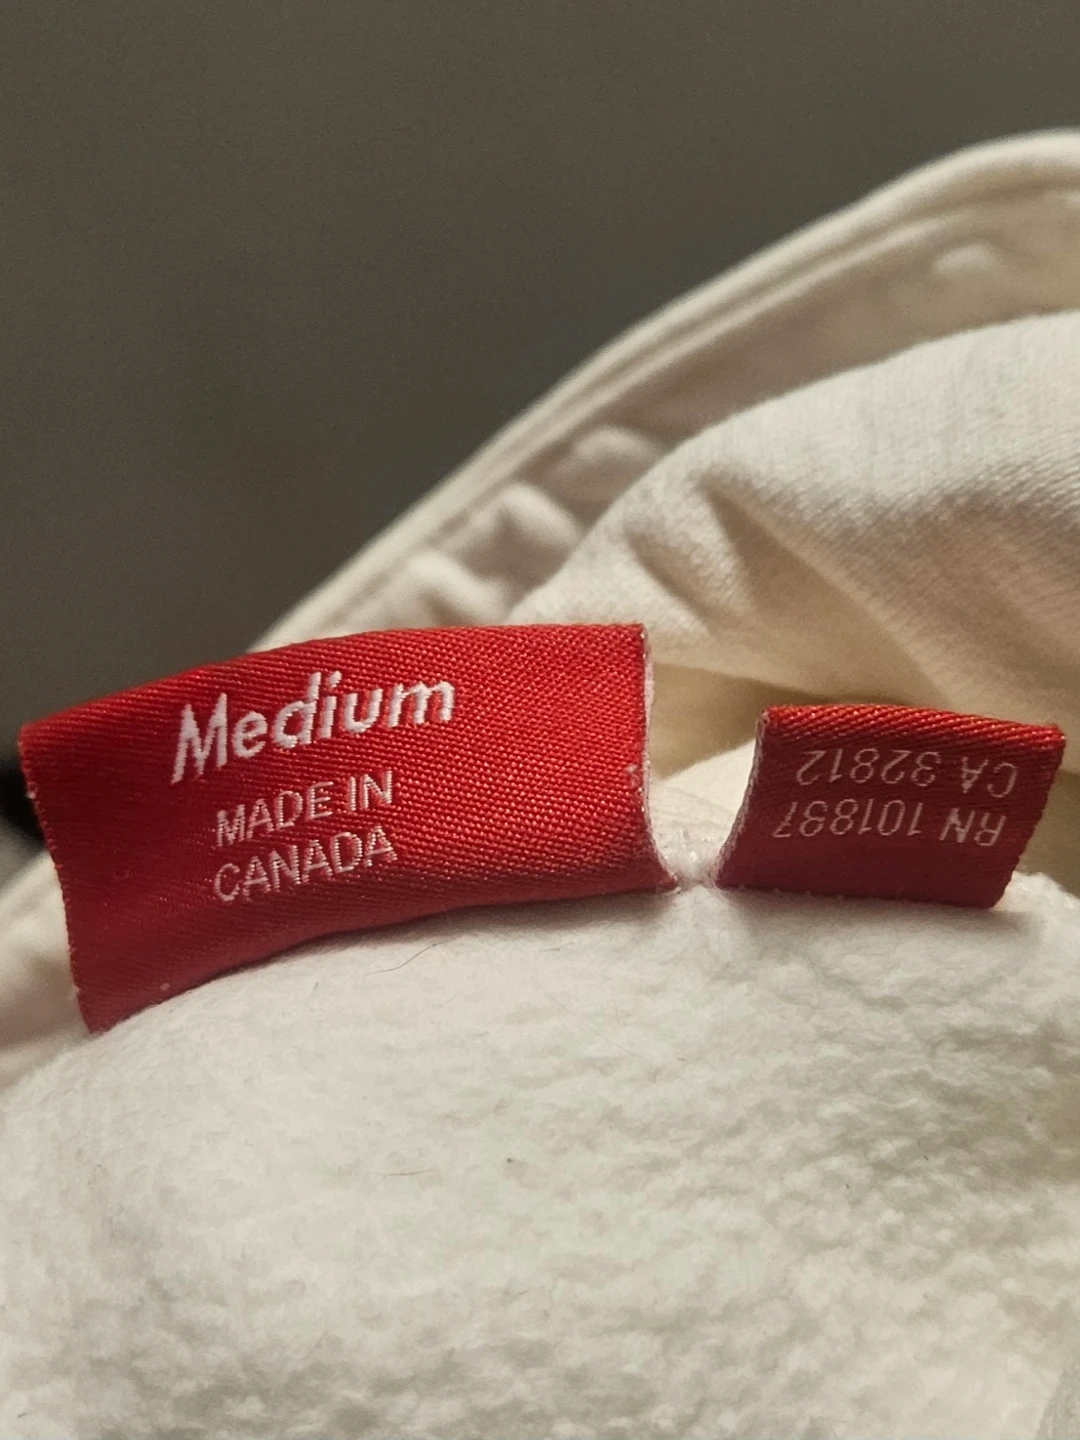 Medium
MADE IN
CANADA
RN 101837
CA 32812